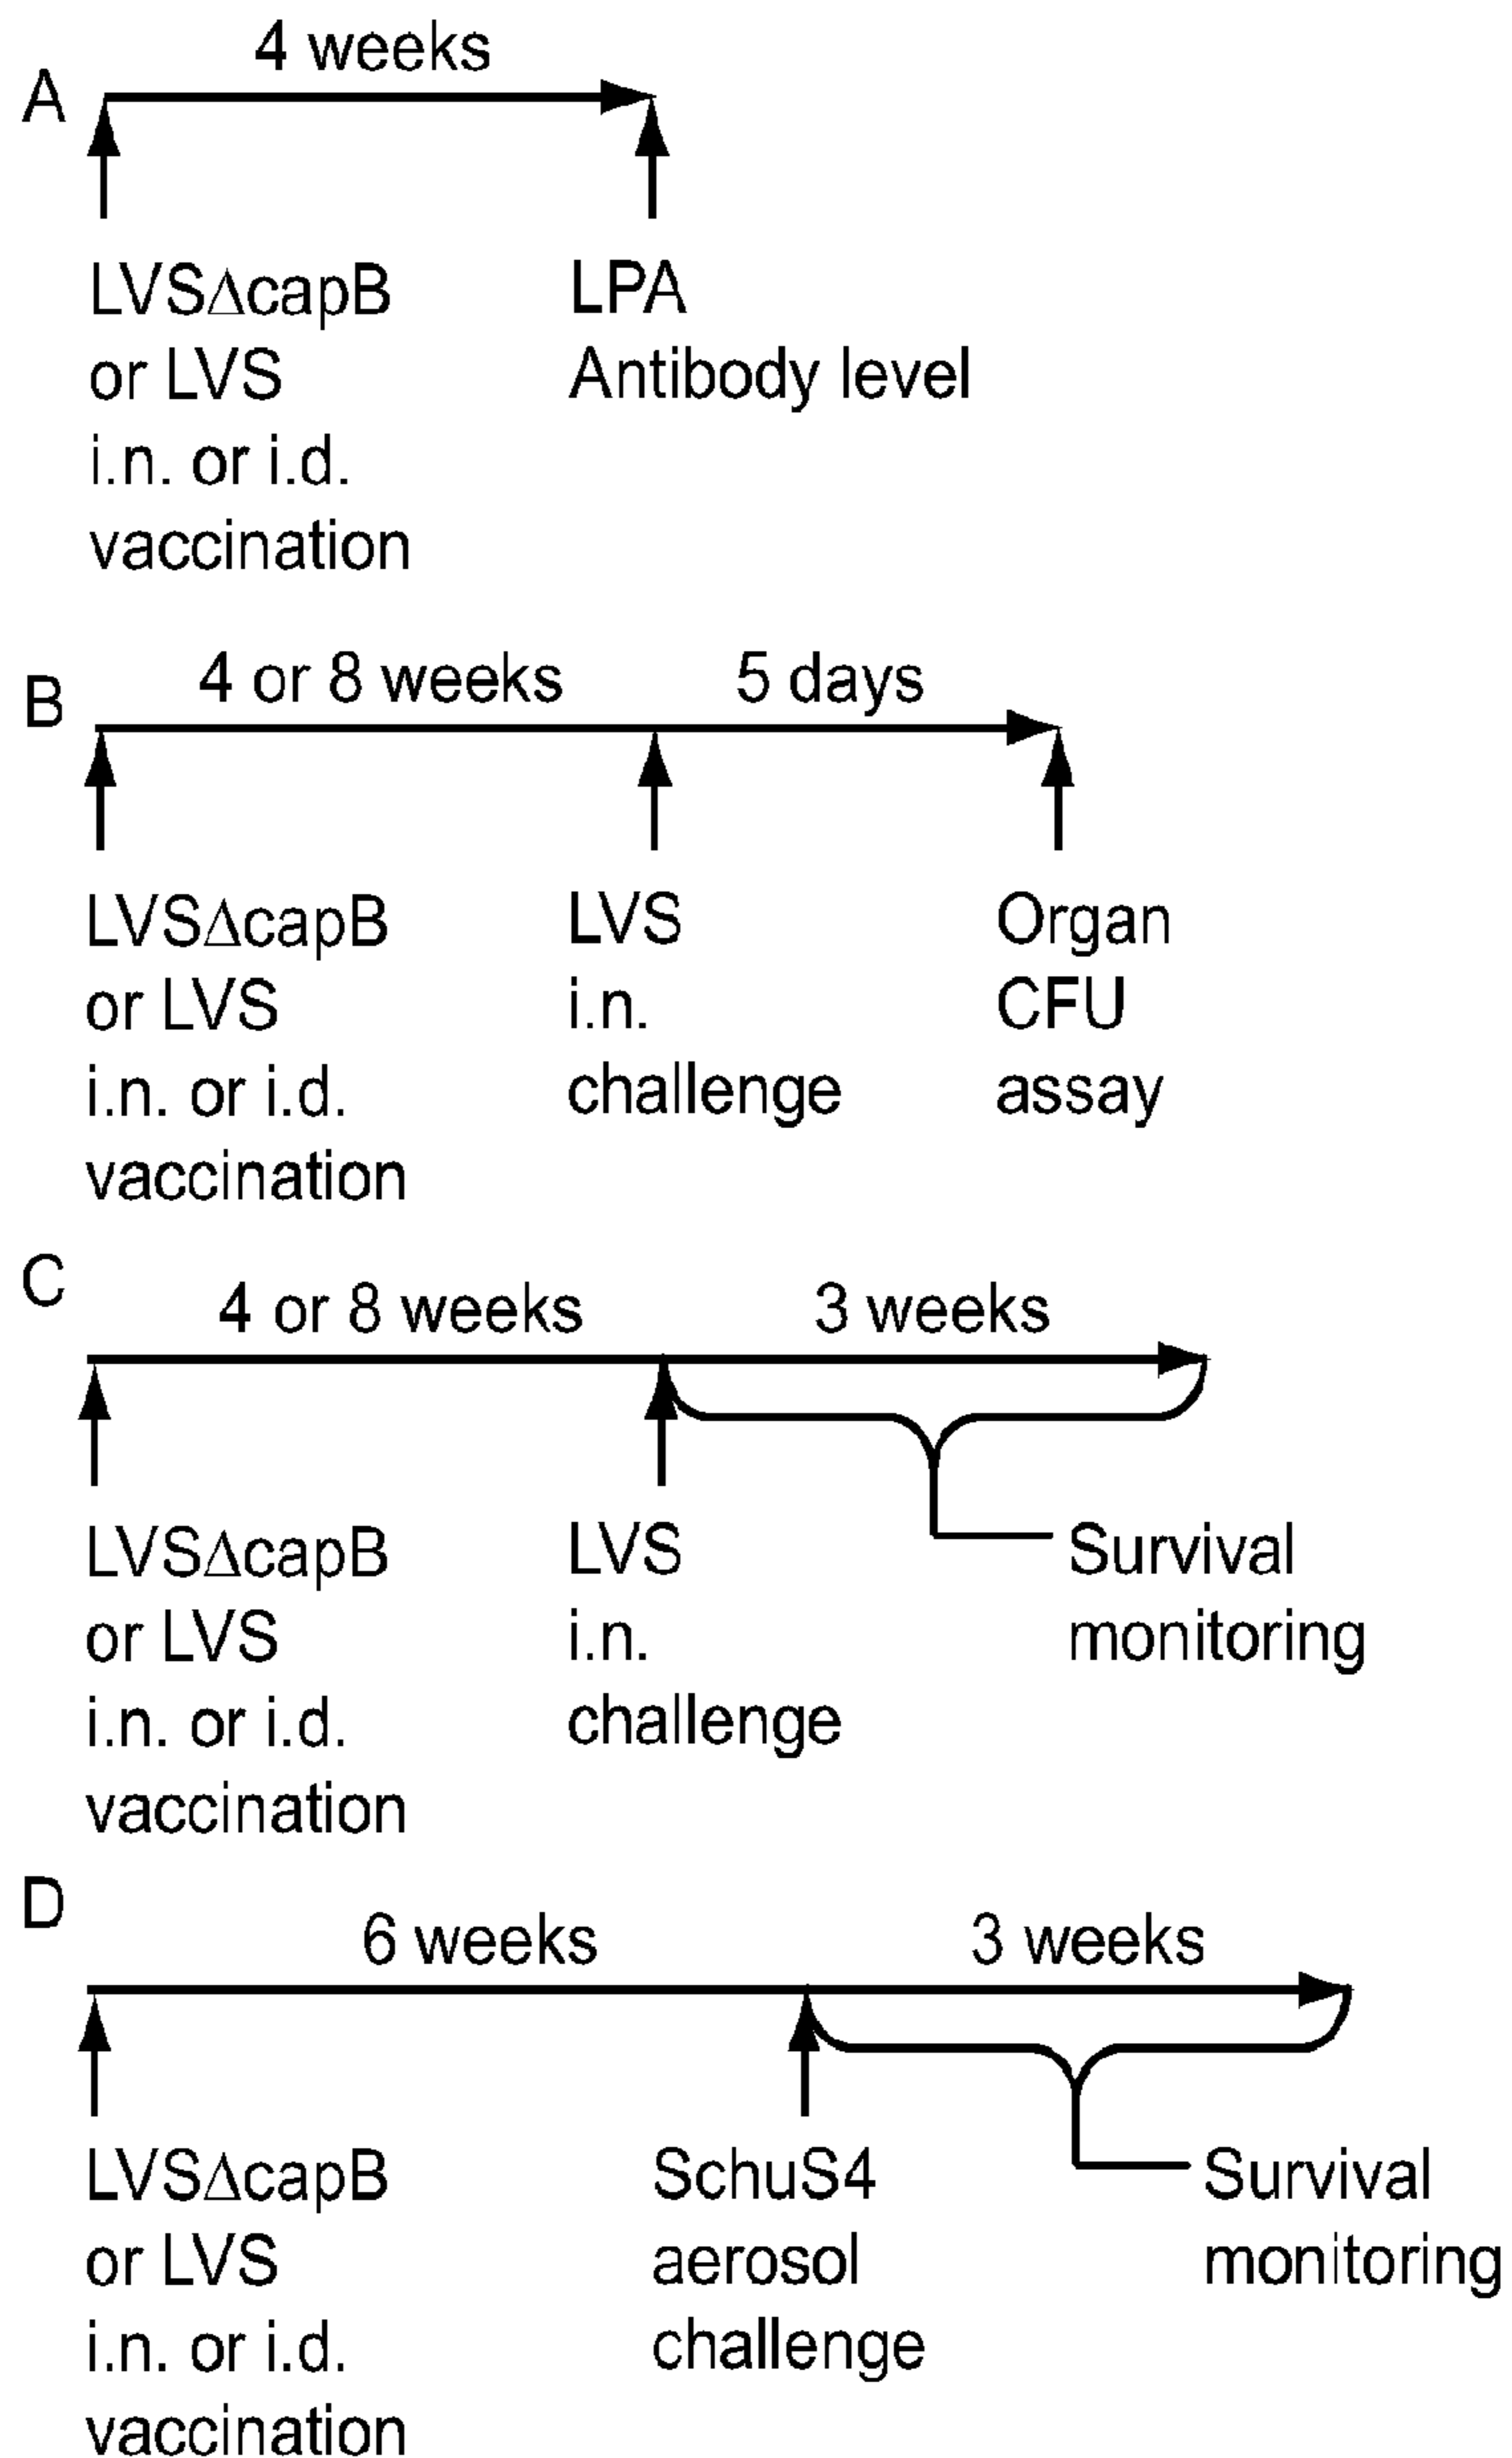 4 weeks
A
LVSΔcapB
or LVS
i.n. or i.d.
vaccination
LPA
Antibody level
B
4 or 8 weeks
5 days
LVSΔcapB
or LVS
i.n. or i.d.
vaccination
LVS
i.n.
challenge
Organ
CFU
assay
C
4 or 8 weeks
3 weeks
LVSΔcapB
or LVS
i.n. or i.d.
vaccination
LVS
i.n.
challenge
Survival
monitoring
D
6 weeks
3 weeks
LVSΔcapB
or LVS
i.n. or i.d.
vaccination
SchuS4
aerosol
challenge
Survival
monitoring